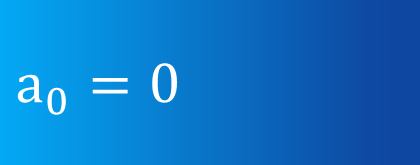 a₀ = 0